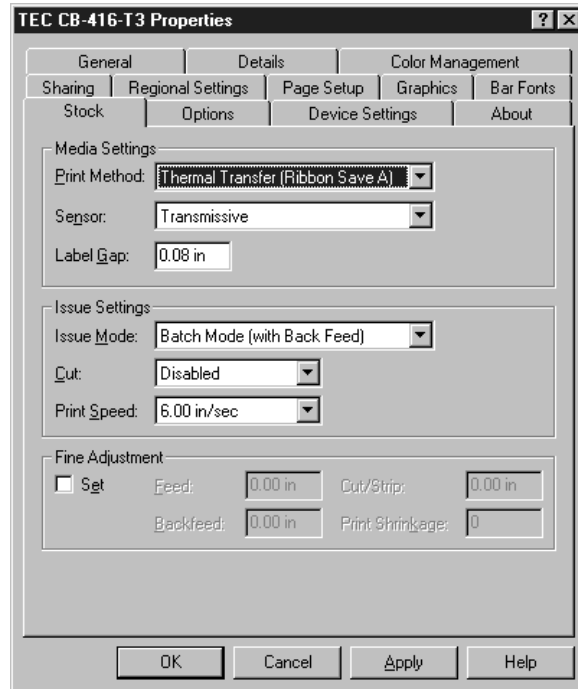 TEC CB-416-T3 Properties
General Details Color Management
Sharing Regional Settings Page Setup Graphics Bar Fonts
Stock Options Device Settings About
Media Settings
Print Method: Thermal Transfer (Ribbon Save A)
Sensor: Transmissive
Label Gap: 0.08 in
Issue Settings
Issue Mode: Batch Mode (with Back Feed)
Cut: Disabled
Print Speed: 6.00 in/sec
Fine Adjustment
Set Feed: 0.00 in Cut/Strip: 0.00 in
Backfeed: 0.00 in Print Shrinkage: 0
OK Cancel Apply Help